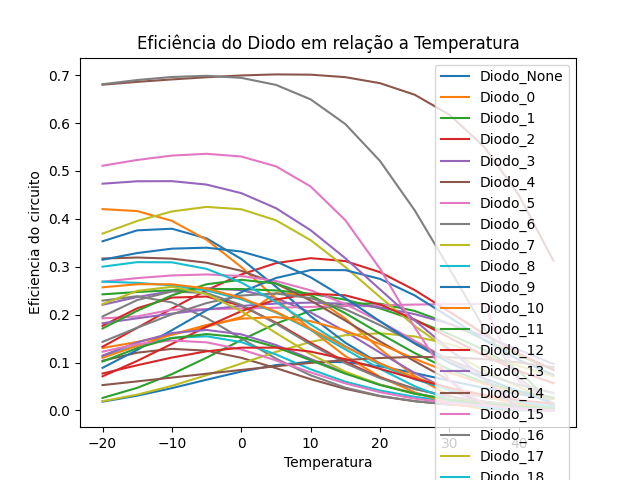 Eficiência do Diodo em relação a Temperatura
Eficiencia do circuito
0.7
0.6
0.5
0.4
0.3
0.2
0.1
0.0
−20
−10
0
10
20
30
40
Temperatura
Diodo_None
Diodo_0
Diodo_1
Diodo_2
Diodo_3
Diodo_4
Diodo_5
Diodo_6
Diodo_7
Diodo_8
Diodo_9
Diodo_10
Diodo_11
Diodo_12
Diodo_13
Diodo_14
Diodo_15
Diodo_16
Diodo_17
Diodo_18